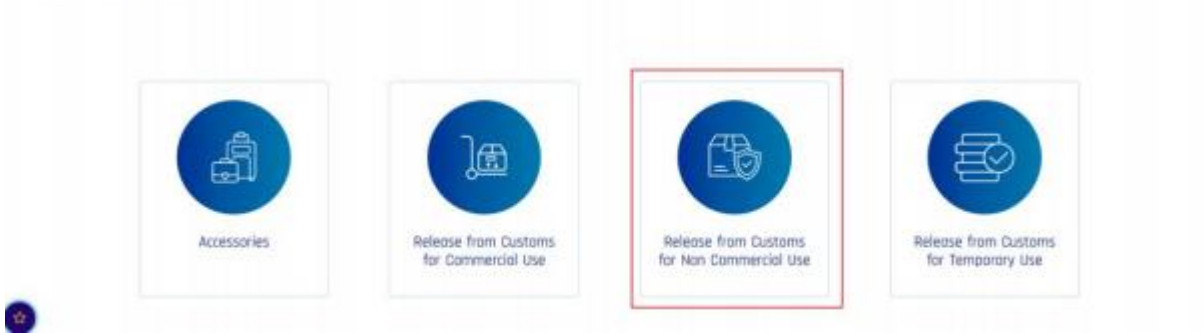 Accessories
Release from Customs
for Commercial Use
Release from Customs
for Non Commercial Use
Release from Customs
for Temporary Use